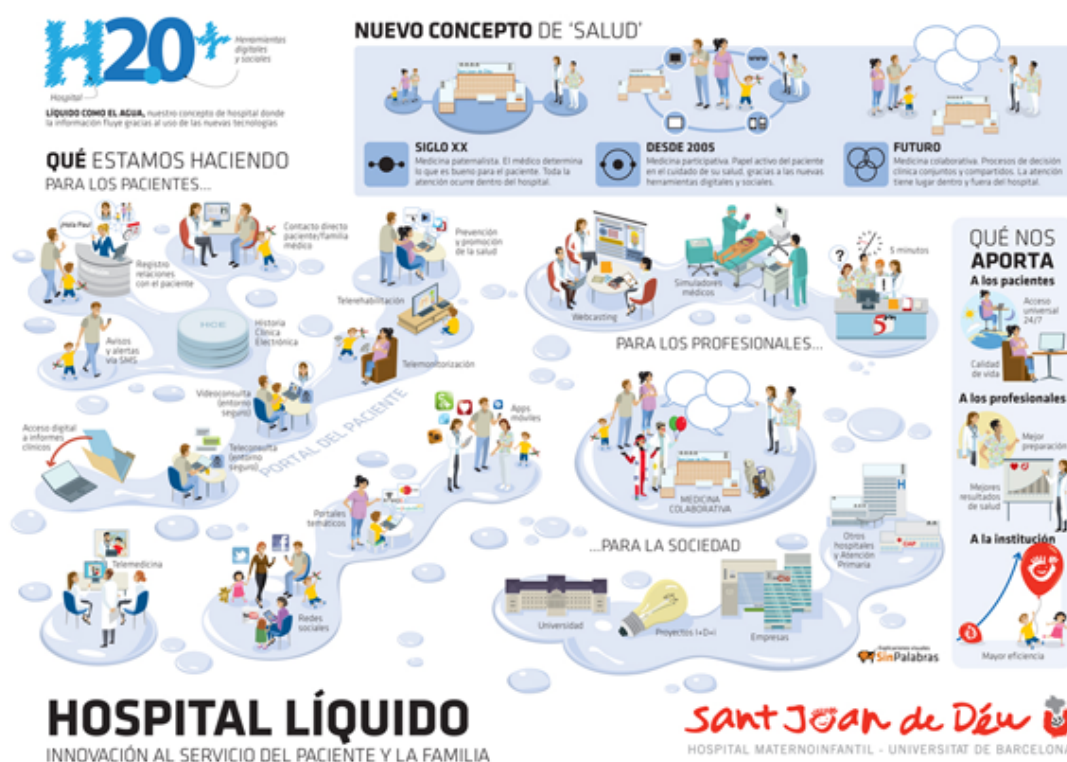 H2.0+
Herramientas
digitales
y sociales
Hospital
LÍQUIDO COMO EL AGUA, nuestro concepto de hospital donde
la información fluye gracias al uso de las nuevas tecnologías
NUEVO CONCEPTO DE 'SALUD'
SIGLO XX
Medicina paternalista. El médico determina
lo que es bueno para el paciente. Toda la
atención ocurre dentro del hospital.
www
DESDE 2005
Medicina participativa. Papel activo del paciente
en el cuidado de su salud, gracias a las nuevas
herramientas digitales y sociales.
FUTURO
Medicina colaborativa. Procesos de decisión
clínica conjuntos y compartidos. La atención
tiene lugar dentro y fuera del hospital.
QUÉ ESTAMOS HACIENDO
PARA LOS PACIENTES...
¡Hola Pau!
Registro
relaciones
con el paciente
Contacto directo
paciente/familia
médico
Prevención
y promoción
de la salud
Telerehabilitación
Avisos
y alertas
vía SMS
HCE
Historia
Clínica
Electrónica
Telemonitorización
Videoconsulta
(entorno
seguro)
Acceso digital
a informes
clínicos
Teleconsulta
(entorno
seguro)
PORTAL DEL PACIENTE
Apps
móviles
Portales
temáticos
Telemedicina
Redes
sociales
Webcasting
Simuladores
médicos
?
!
5 minutos
5
PARA LOS PROFESIONALES...
MEDICINA
COLABORATIVA
...PARA LA SOCIEDAD
H
CAP
Otros
hospitales
y Atención
Primaria
Universidad
Proyectos I+D+i
Empresas
Explicaciones visuales
SinPalabras
QUÉ NOS
APORTA
A los pacientes
Acceso
universal
24/7
Calidad
de vida
A los profesionales
Mejor
preparación
Mejores
resultados
de salud
A la institución
Mayor eficiencia
HOSPITAL LÍQUIDO
INNOVACIÓN AL SERVICIO DEL PACIENTE Y LA FAMILIA
Sant Joan de Déu
HOSPITAL MATERNOINFANTIL - UNIVERSITAT DE BARCELONA